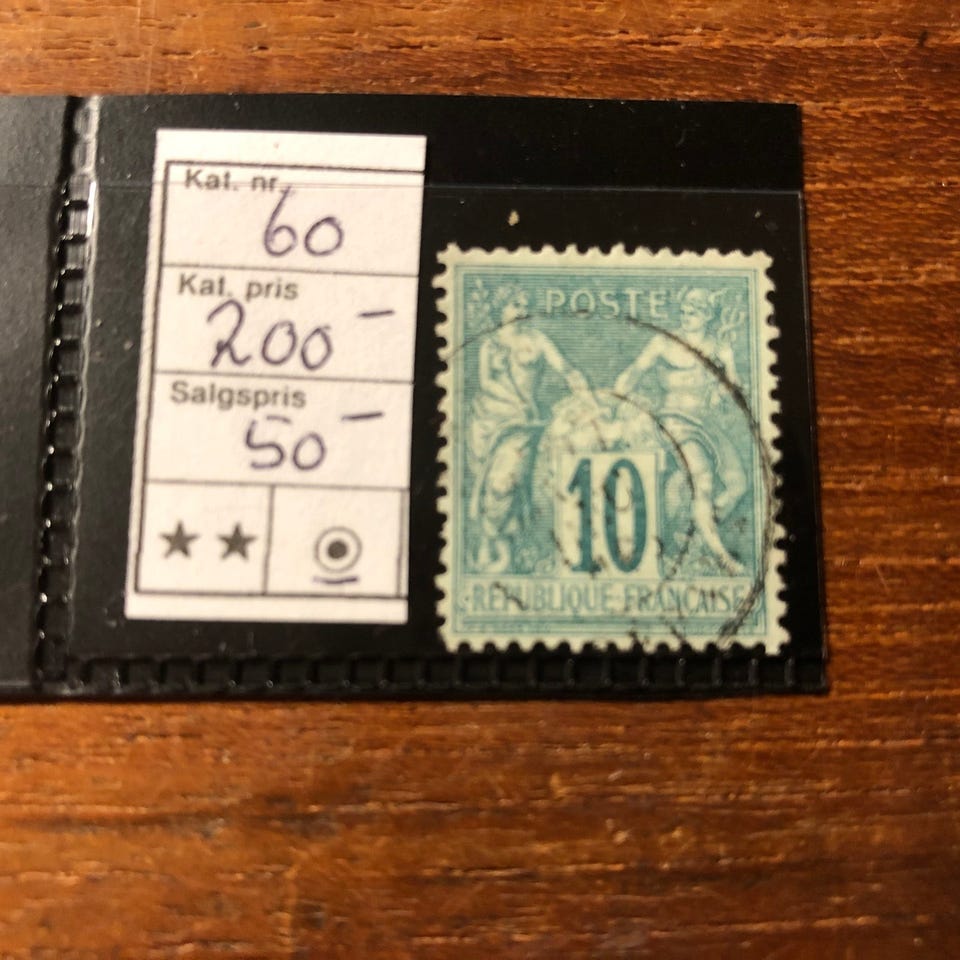 Kat. nr.
60
Kat. pris
200 -
Salgspris
50 -
POSTE
10
REPUBLIQUE FRANÇAISE